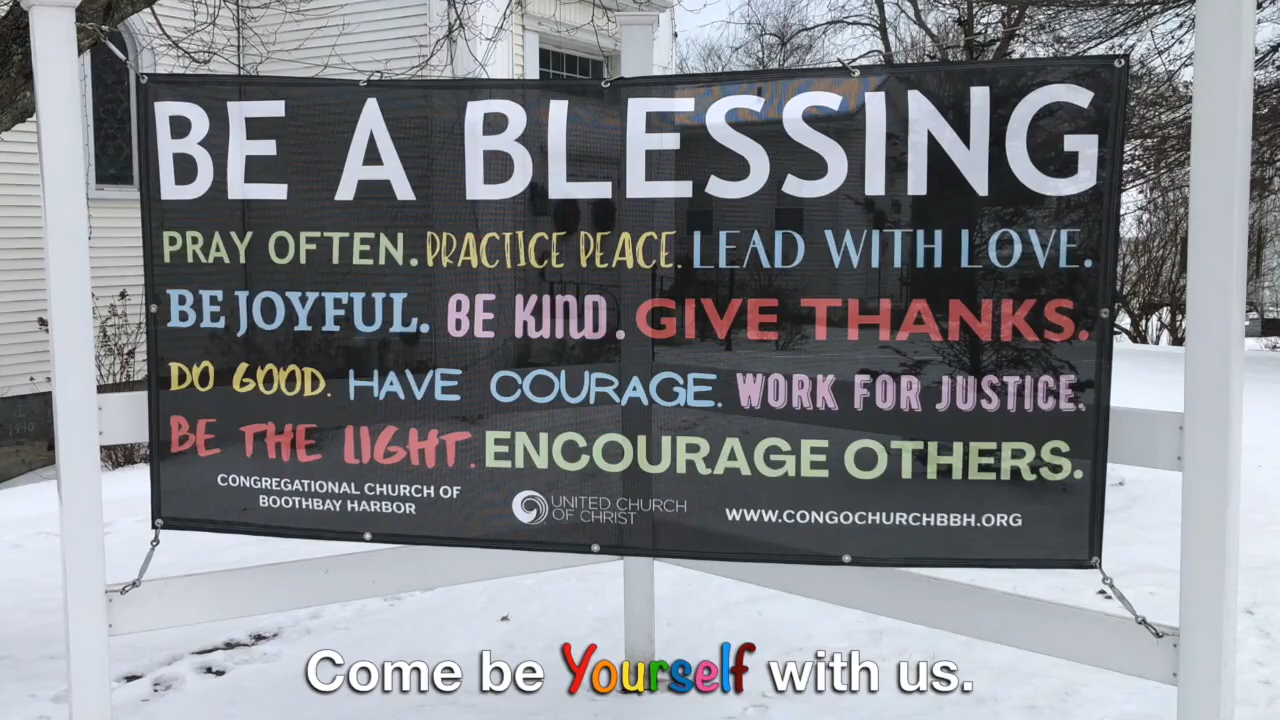 BE A BLESSING
PRAY OFTEN. PRACTICE PEACE. LEAD WITH LOVE.
BE JOYFUL. BE KIND. GIVE THANKS.
DO GOOD. HAVE COURAGE. WORK FOR JUSTICE.
BE THE LIGHT. ENCOURAGE OTHERS.
CONGREGATIONAL CHURCH OF
BOOTHBAY HARBOR
UNITED CHURCH
OF CHRIST
WWW.CONGOCHURCHBBH.ORG
Come be Yourself with us.